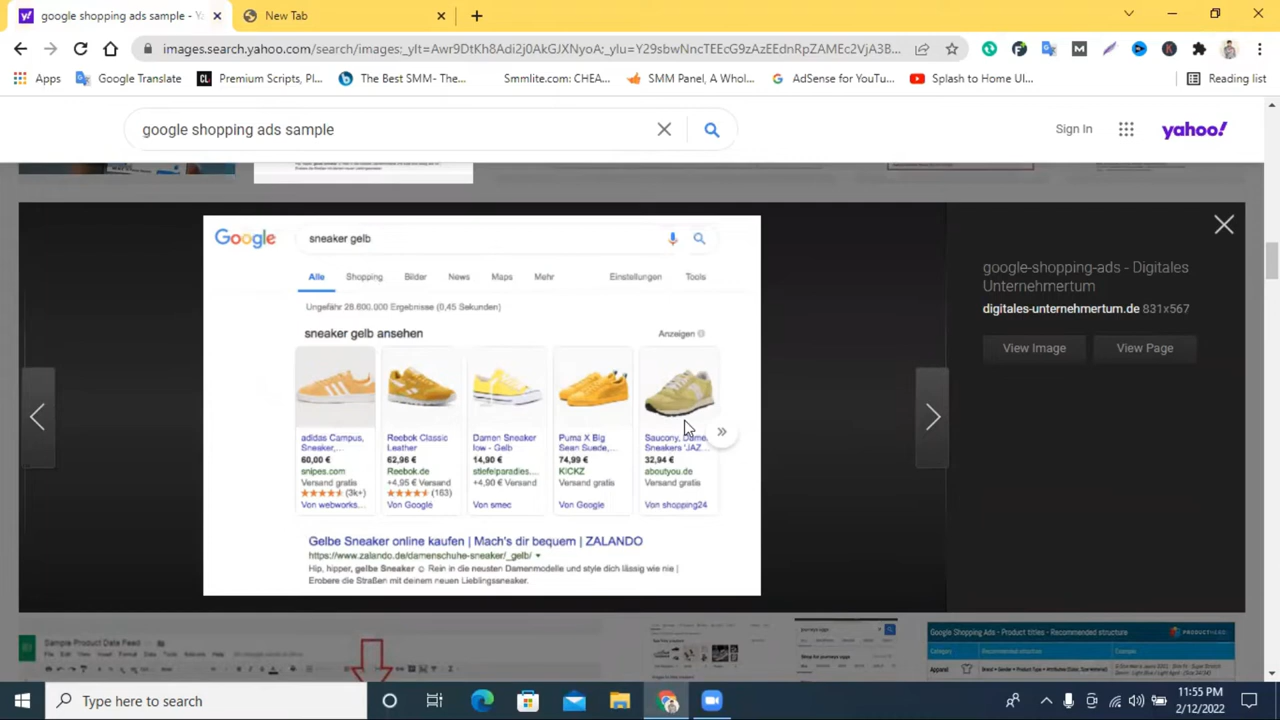 google shopping ads sample - Y
New Tab
images.search.yahoo.com/search/images;_ylt=Awr9DtKh8Adi2j0AkGJXNyoA;_ylu=Y29sbwNncTEEcG9zAzEEdnRpZAMEc2VjA3B...
Apps
Google Translate
Premium Scripts, Pl...
The Best SMM- The...
Smmlite.com: CHEA...
SMM Panel, A Whol...
AdSense for YouTu...
Splash to Home UI...
Reading list
google shopping ads sample
Sign In
yahoo!
Google
sneaker gelb
Alle
Shopping
Bilder
News
Maps
Mehr
Einstellungen
Tools
Ungefähr 28.600.000 Ergebnisse (0,45 Sekunden)
sneaker gelb ansehen
Anzeigen
adidas Campus,
Sneaker,...
60,00 €
snipes.com
Versand gratis
(3k+)
Von webworks...
Reebok Classic
Leather
62,96 €
Reebok.de
+4,95 € Versand
(163)
Von Google
Damen Sneaker
low - Gelb
14,90 €
stiefelparadies....
+4,90 € Versand
Von smec
Puma X Big
Sean Suede,...
74,99 €
KICKZ
Versand gratis
Von Google
Saucony, Dame
Sneakers 'JAZ...
32,94 €
aboutyou.de
Versand gratis
Von shopping24
Gelbe Sneaker online kaufen | Mach's dir bequem | ZALANDO
https://www.zalando.de/damenschuhe-sneaker/_gelb/
Hip, hipper, gelbe Sneaker ☺ Rein in die neusten Damenmodelle und style dich lässig wie nie |
Erobere die Straßen mit deinem neuen Lieblingssneaker.
google-shopping-ads - Digitales
Unternehmertum
digitales-unternehmertum.de 831x567
View Image
View Page
Sample Product Data Feed
Google Shopping Ads - Product titles - Recommended structure
Category
Recommended structure
Example
Apparel
Type here to search
11:55 PM
2/12/2022